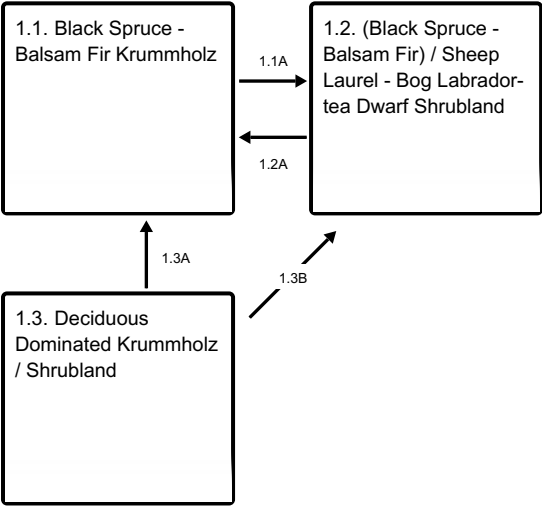 1.1. Black Spruce -
Balsam Fir Krummholz
1.1A
1.2. (Black Spruce -
Balsam Fir) / Sheep
Laurel - Bog Labrador-
tea Dwarf Shrubland
1.2A
1.3A
1.3B
1.3. Deciduous
Dominated Krummholz
/ Shrubland